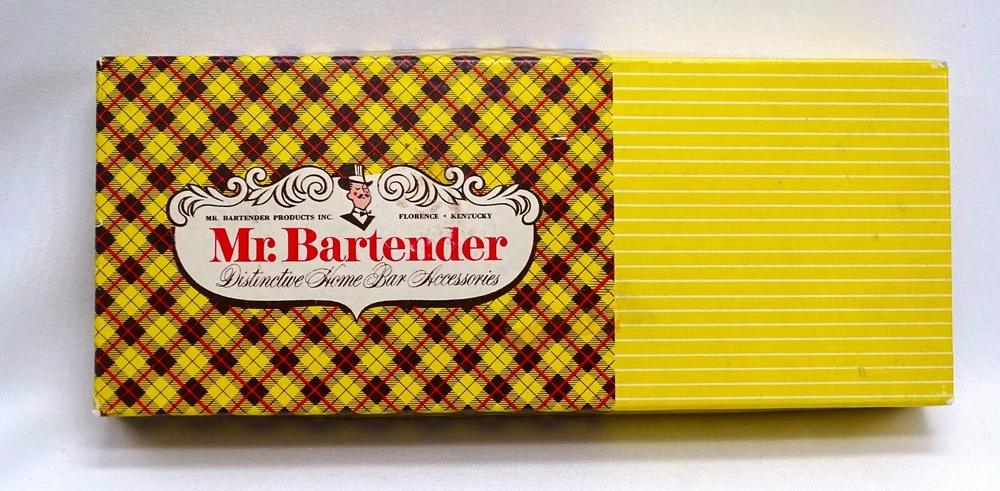 MR. BARTENDER PRODUCTS INC. FLORENCE • KENTUCKY
Mr. Bartender
Distinctive Home Bar Accessories